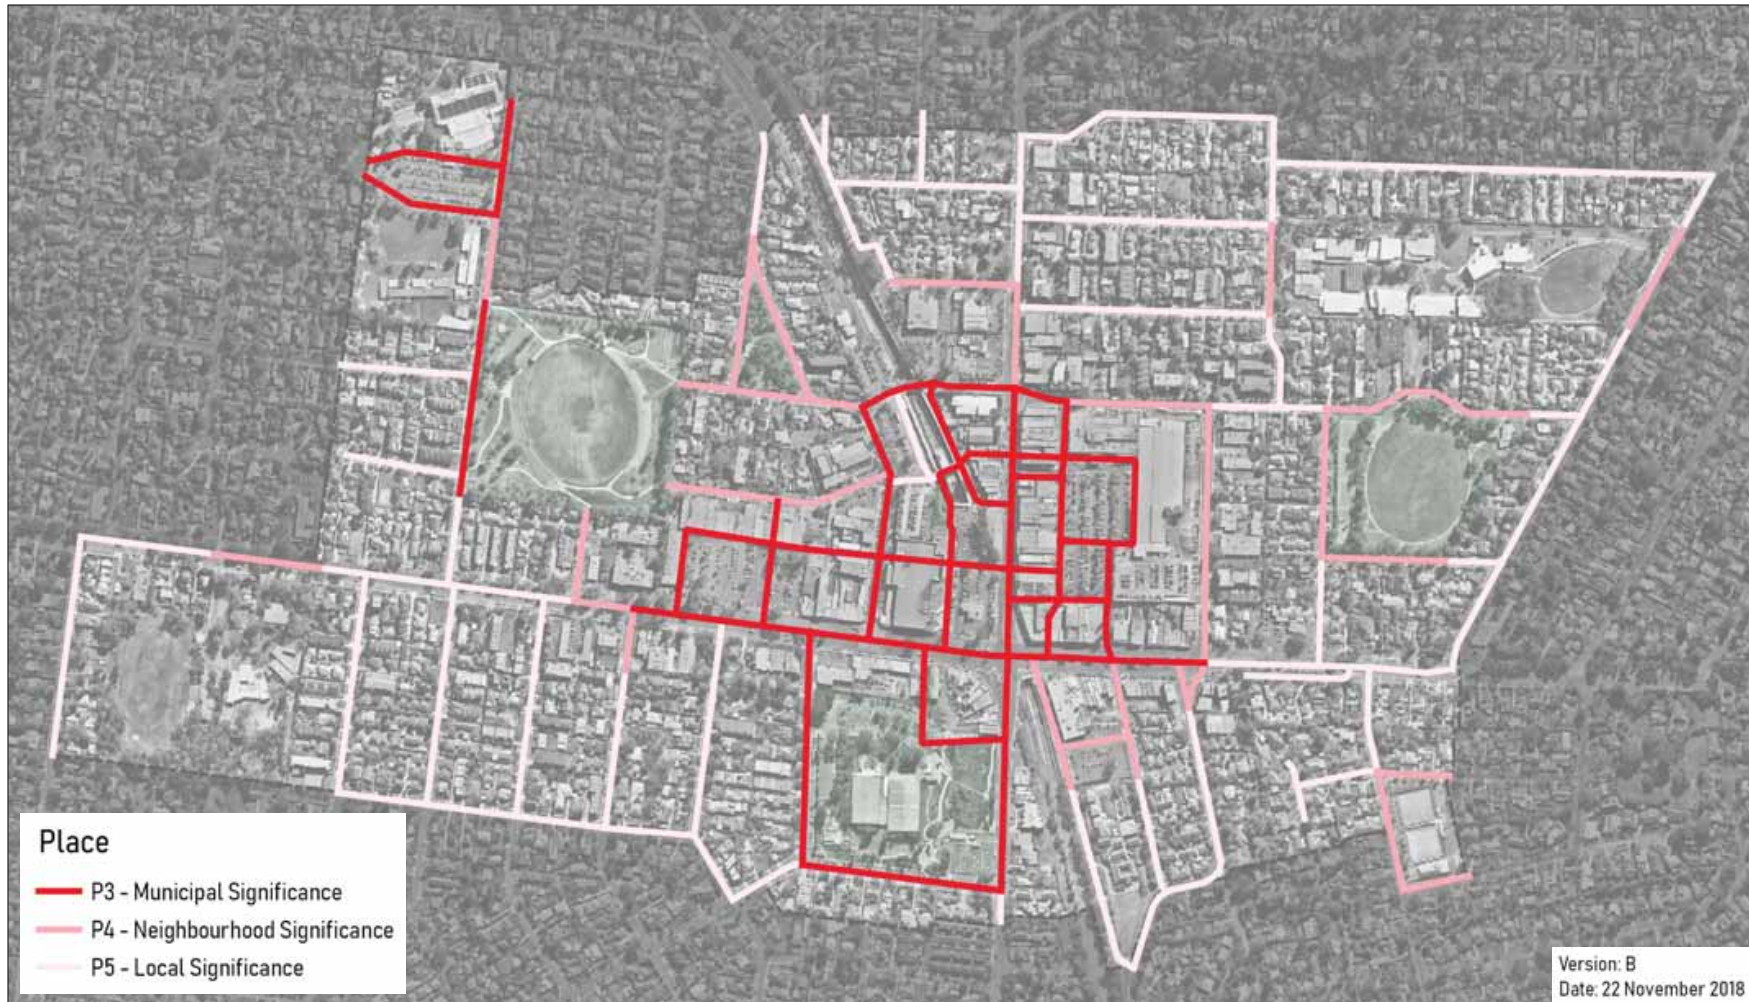 Place
P3 - Municipal Significance
P4 - Neighbourhood Significance
P5 - Local Significance
Version: B
Date: 22 November 2018